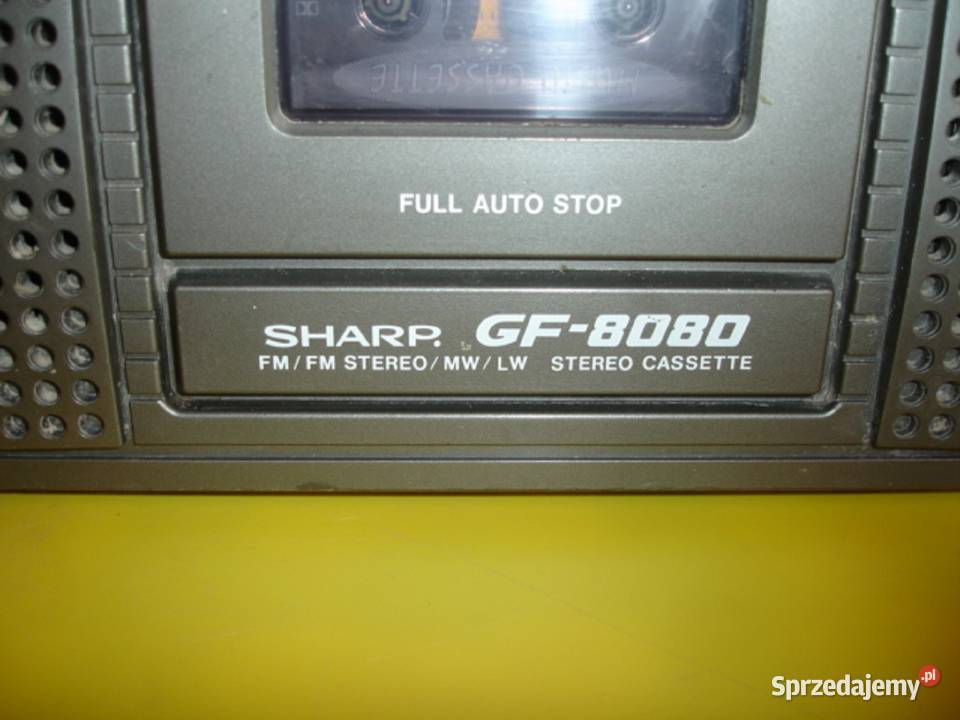 FULL AUTO STOP
SHARP. GF-8080
FM/FM STEREO/MW/LW STEREO CASSETTE
Sprzedajemy.pl